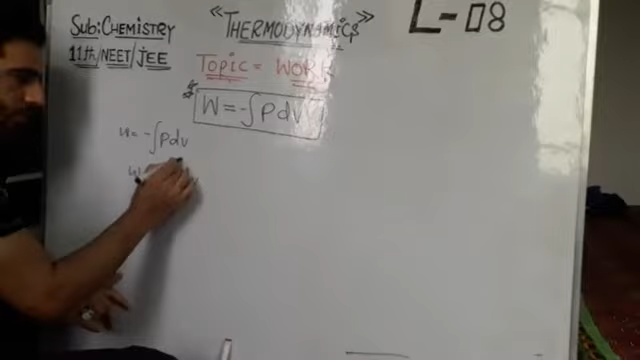 Sub: CHEMISTRY
11th/NEET/JEE
« THERMODYNAMICS »
L-08
Topic = WORK
W = -∫PdV
W = -∫Pdv
W